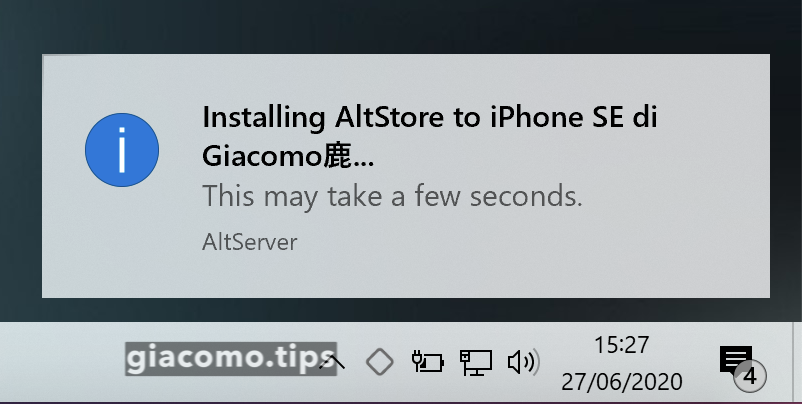 Installing AltStore to iPhone SE di
Giacomo鹿...
This may take a few seconds.
AltServer
giacomo.tips
15:27
27/06/2020
4